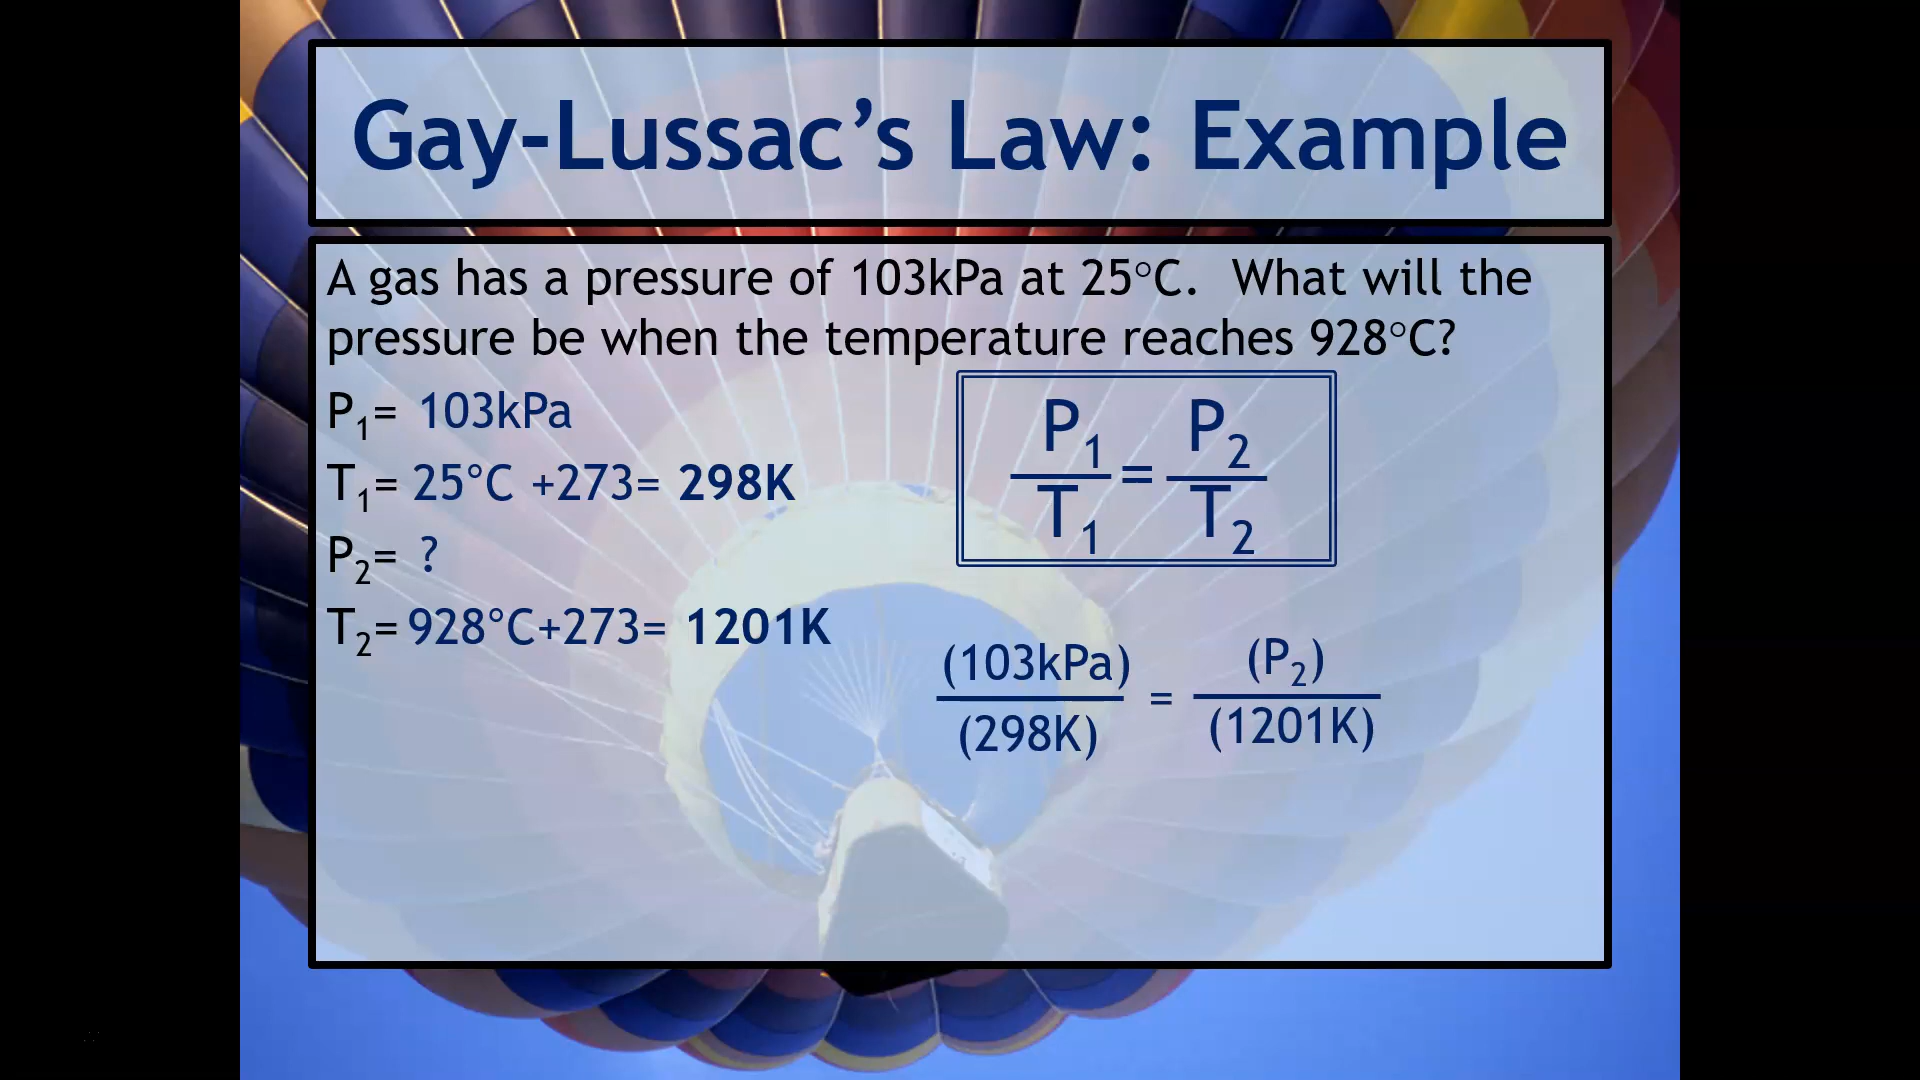 Gay-Lussac’s Law: Example
A gas has a pressure of 103kPa at 25°C. What will the
pressure be when the temperature reaches 928°C?
P₁= 103kPa
T₁= 25°C +273= 298K
P₂= ?
T₂= 928°C+273= 1201K
P₁ = P₂
T₁ T₂
(103kPa) = (P₂)
(298K) (1201K)